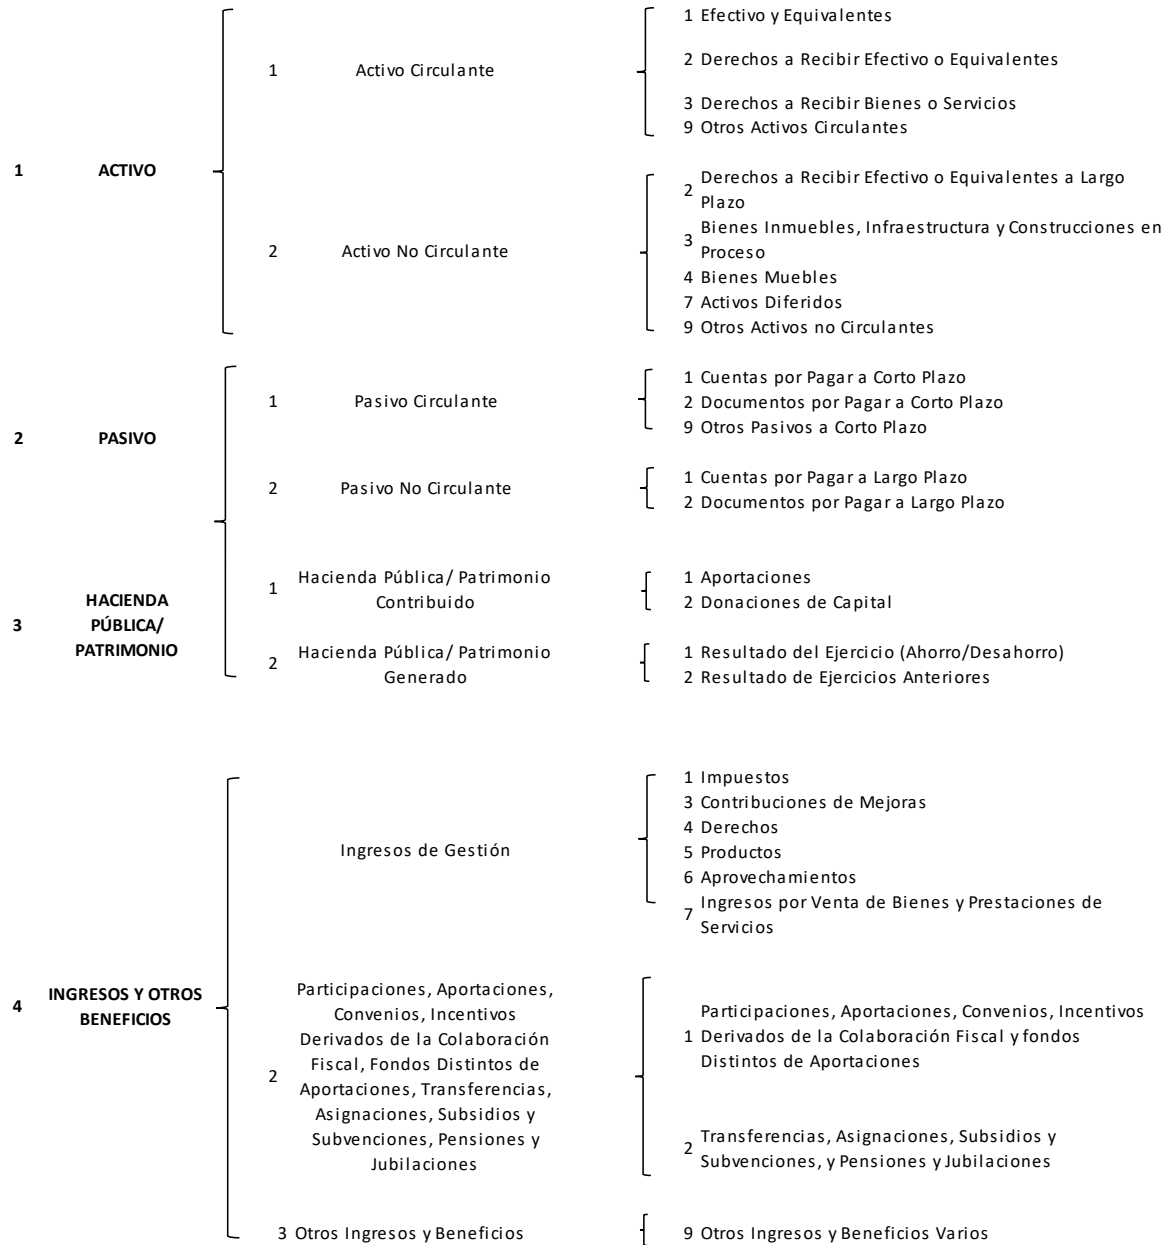 1 ACTIVO
1 Activo Circulante
1 Efectivo y Equivalentes
2 Derechos a Recibir Efectivo o Equivalentes
3 Derechos a Recibir Bienes o Servicios
9 Otros Activos Circulantes
2 Activo No Circulante
2 Derechos a Recibir Efectivo o Equivalentes a Largo
Plazo
3 Bienes Inmuebles, Infraestructura y Construcciones en
Proceso
4 Bienes Muebles
7 Activos Diferidos
9 Otros Activos no Circulantes
2 PASIVO
1 Pasivo Circulante
1 Cuentas por Pagar a Corto Plazo
2 Documentos por Pagar a Corto Plazo
9 Otros Pasivos a Corto Plazo
2 Pasivo No Circulante
1 Cuentas por Pagar a Largo Plazo
2 Documentos por Pagar a Largo Plazo
3 HACIENDA
PÚBLICA/
PATRIMONIO
1 Hacienda Pública/ Patrimonio
Contribuido
1 Aportaciones
2 Donaciones de Capital
2 Hacienda Pública/ Patrimonio
Generado
1 Resultado del Ejercicio (Ahorro/Desahorro)
2 Resultado de Ejercicios Anteriores
4 INGRESOS Y OTROS
BENEFICIOS
Ingresos de Gestión
1 Impuestos
3 Contribuciones de Mejoras
4 Derechos
5 Productos
6 Aprovechamientos
7 Ingresos por Venta de Bienes y Prestaciones de
Servicios
2 Participaciones, Aportaciones,
Convenios, Incentivos
Derivados de la Colaboración
Fiscal, Fondos Distintos de
Aportaciones, Transferencias,
Asignaciones, Subsidios y
Subvenciones, Pensiones y
Jubilaciones
Participaciones, Aportaciones, Convenios, Incentivos
1 Derivados de la Colaboración Fiscal y fondos
Distintos de Aportaciones
2 Transferencias, Asignaciones, Subsidios y
Subvenciones, y Pensiones y Jubilaciones
3 Otros Ingresos y Beneficios
9 Otros Ingresos y Beneficios Varios